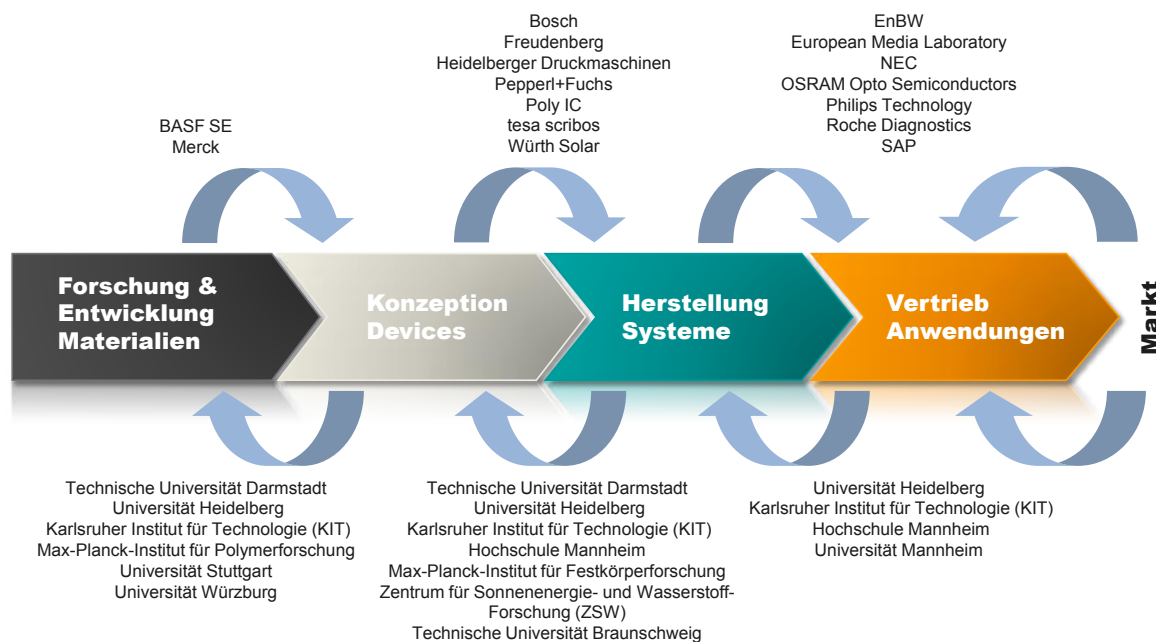 BASF SE
Merck
Bosch
Freudenberg
Heidelberger Druckmaschinen
Pepperl+Fuchs
Poly IC
tesa scribos
Würth Solar
EnBW
European Media Laboratory
NEC
OSRAM Opto Semiconductors
Philips Technology
Roche Diagnostics
SAP
Forschung &
Entwicklung
Materialien
Konzeption
Devices
Herstellung
Systeme
Vertrieb
Anwendungen
Markt
Technische Universität Darmstadt
Universität Heidelberg
Karlsruher Institut für Technologie (KIT)
Max-Planck-Institut für Polymerforschung
Universität Stuttgart
Universität Würzburg
Technische Universität Darmstadt
Universität Heidelberg
Karlsruher Institut für Technologie (KIT)
Hochschule Mannheim
Max-Planck-Institut für Festkörperforschung
Zentrum für Sonnenenergie- und Wasserstoff-
Forschung (ZSW)
Technische Universität Braunschweig
Universität Heidelberg
Karlsruher Institut für Technologie (KIT)
Hochschule Mannheim
Universität Mannheim